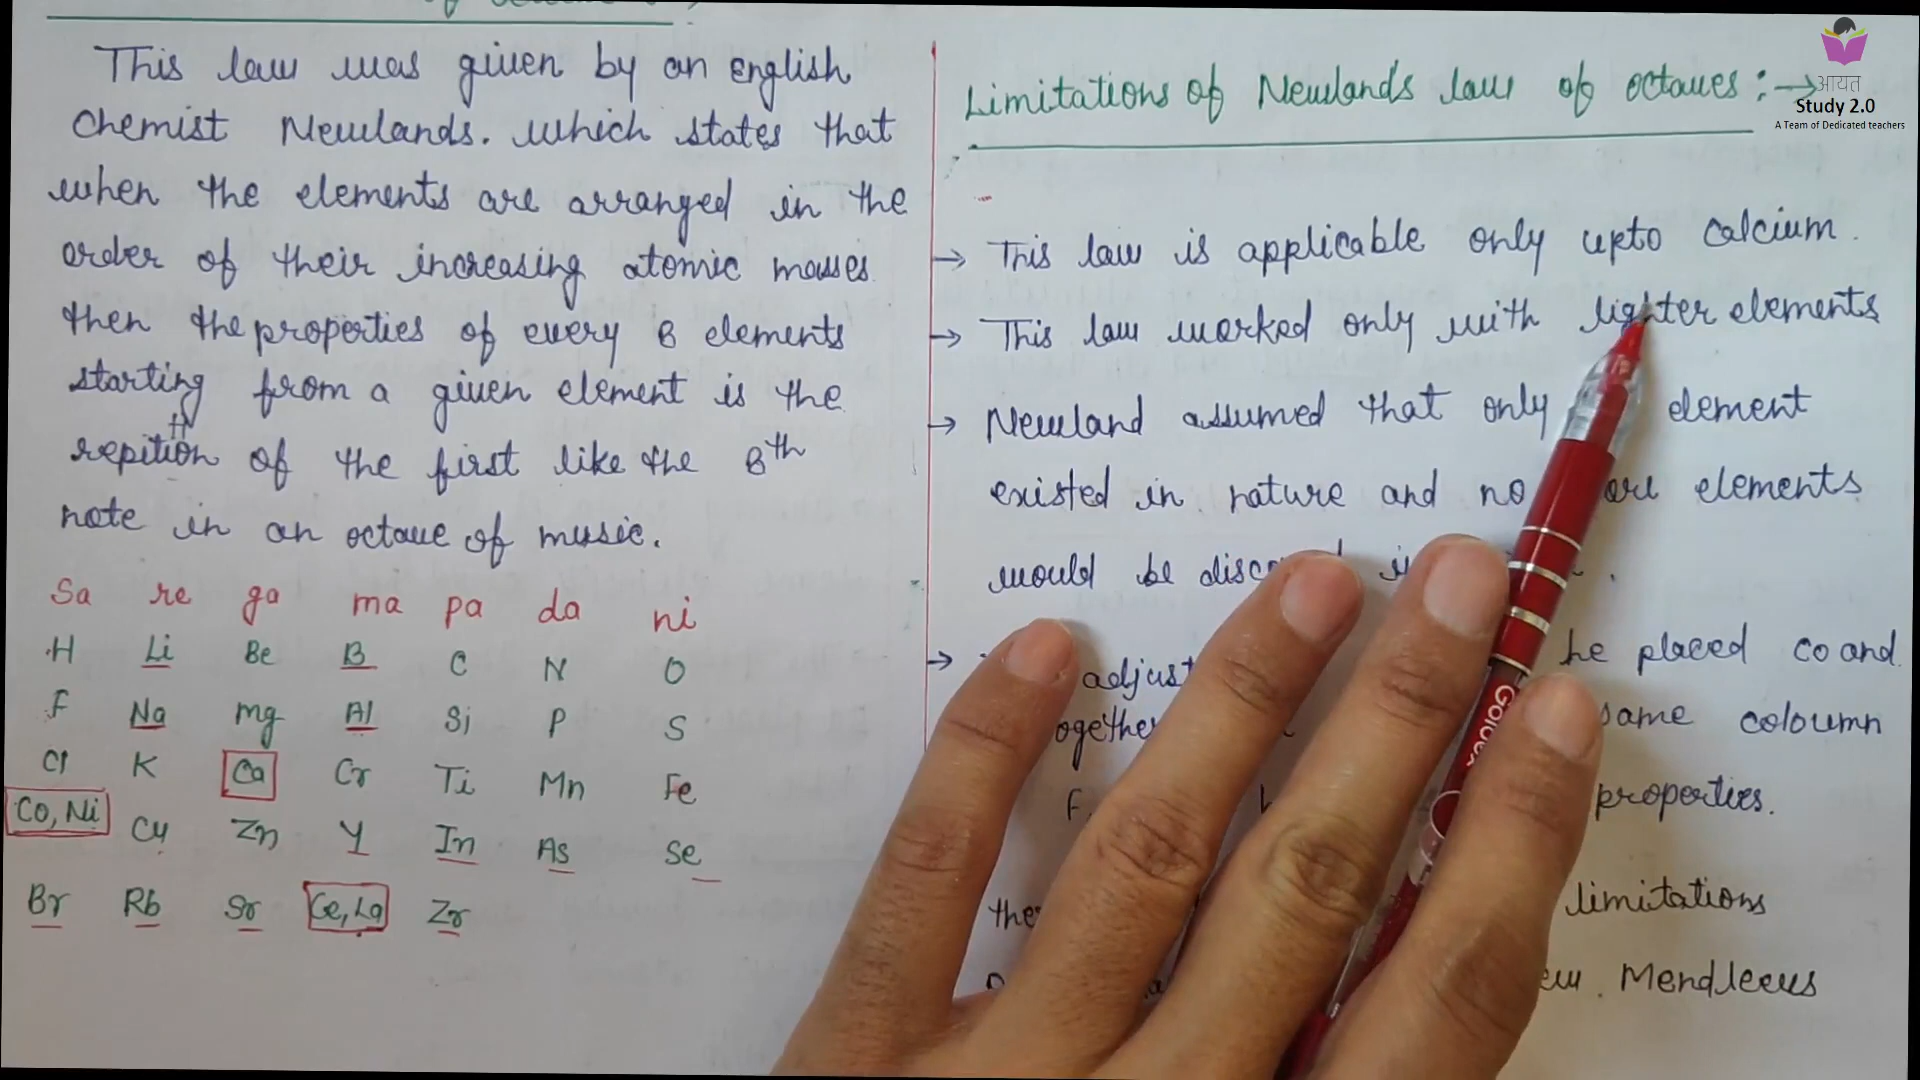 This law was given by an English
Chemist Newlands. which states that
when the elements are arranged in the
order of their increasing atomic masses
then the properties of every 8 elements
starting from a given element is the
repitition of the first like the 8th
note in an octave of music.
Sa re ga ma pa da ni
H Li Be B C N O
F Na Mg Al Si P S
Cl K Ca Cr Ti Mn Fe
Co, Ni Cu Zn Y In As Se
Br Rb Sr Ce, La Zr
Limitations of Newlands law of octaves :→
→ This law is applicable only upto calcium.
→ This law worked only with lighter elements
→ Newland assumed that only element
existed in nature and no elements
would be
→ adjust he placed Co and
same coloumn
properties.
limitations
Mendleevs
आयत
Study 2.0
A Team of Dedicated teachers
Goldex